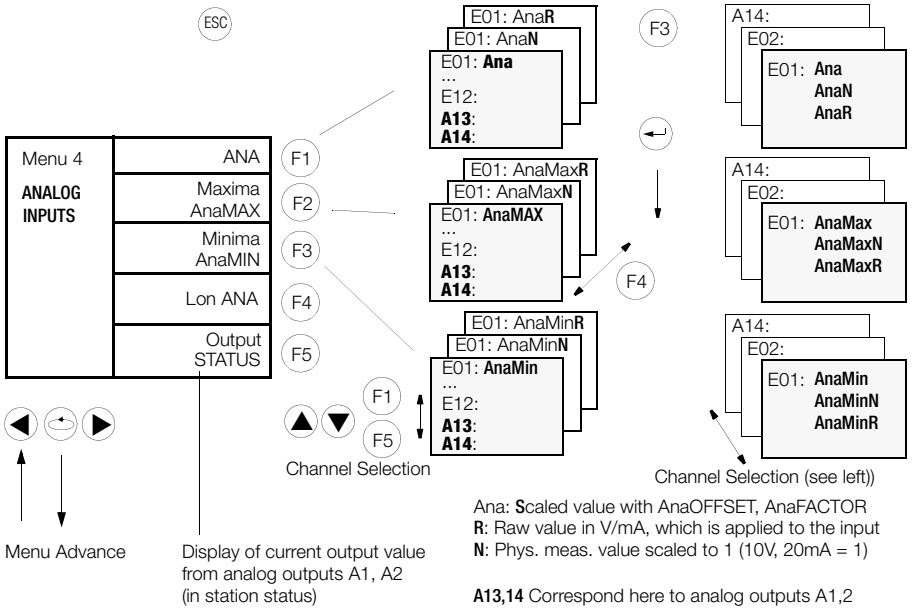 ESC
E01: AnaR
E01: AnaN
E01: Ana
...
E12:
A13:
A14:
F3
A14:
E02:
E01: Ana
AnaN
AnaR
Menu 4
ANALOG
INPUTS
ANA
F1
Maxima
AnaMAX
F2
Minima
AnaMIN
F3
Lon ANA
F4
Output
STATUS
F5
E01: AnaMaxR
E01: AnaMaxN
E01: AnaMAX
...
E12:
A13:
A14:
F4
A14:
E02:
E01: AnaMax
AnaMaxN
AnaMaxR
E01: AnaMinR
E01: AnaMinN
E01: AnaMin
...
E12:
A13:
A14:
F1
F5
Channel Selection
A14:
E02:
E01: AnaMin
AnaMinN
AnaMinR
Channel Selection (see left))
Menu Advance
Display of current output value
from analog outputs A1, A2
(in station status)
Ana: Scaled value with AnaOFFSET, AnaFACTOR
R: Raw value in V/mA, which is applied to the input
N: Phys. meas. value scaled to 1 (10V, 20mA = 1)
A13,14 Correspond here to analog outputs A1,2